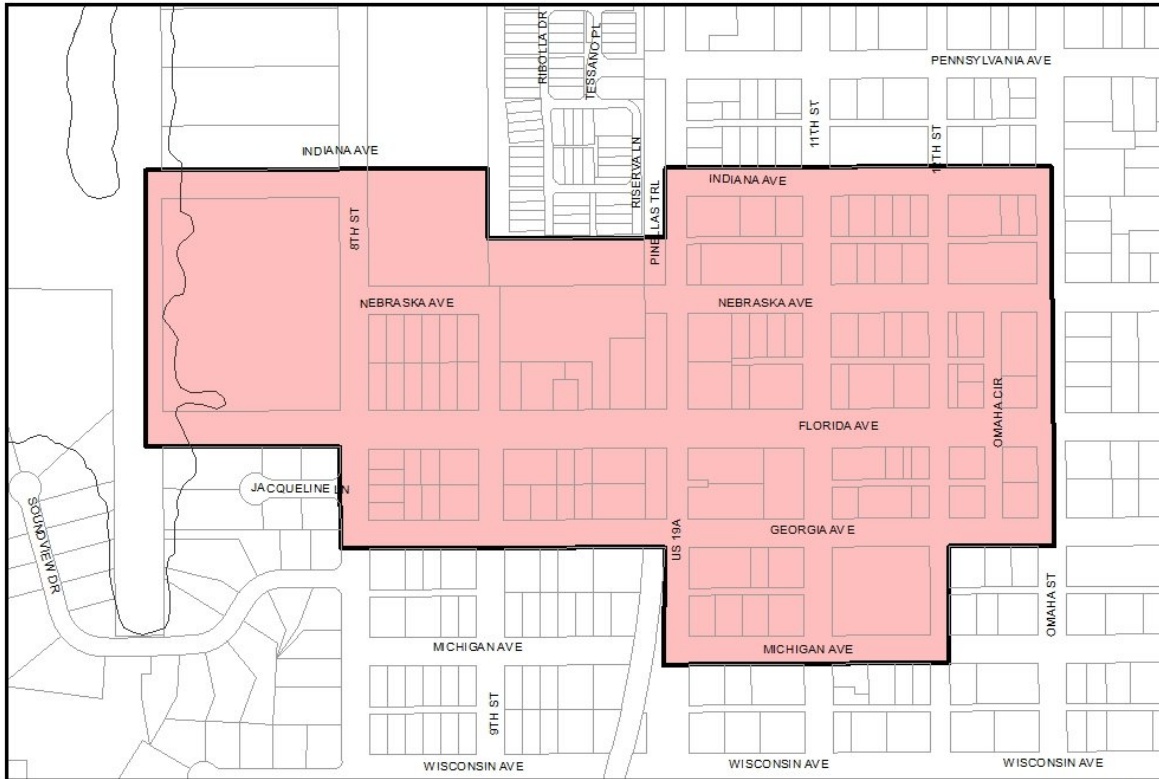 RIBOLLA DR
TESSANO PL
PENNSYLVANIA AVE
11TH ST
12TH ST
INDIANA AVE
RISERVA LN
INDIANA AVE
PINELLAS TRL
8TH ST
NEBRASKA AVE
NEBRASKA AVE
OMAHA CIR
FLORIDA AVE
JACQUELINE LN
SOUNDVIEW DR
US 19A
GEORGIA AVE
OMAHA ST
MICHIGAN AVE
MICHIGAN AVE
9TH ST
WISCONSIN AVE
WISCONSIN AVE
WISCONSIN AVE